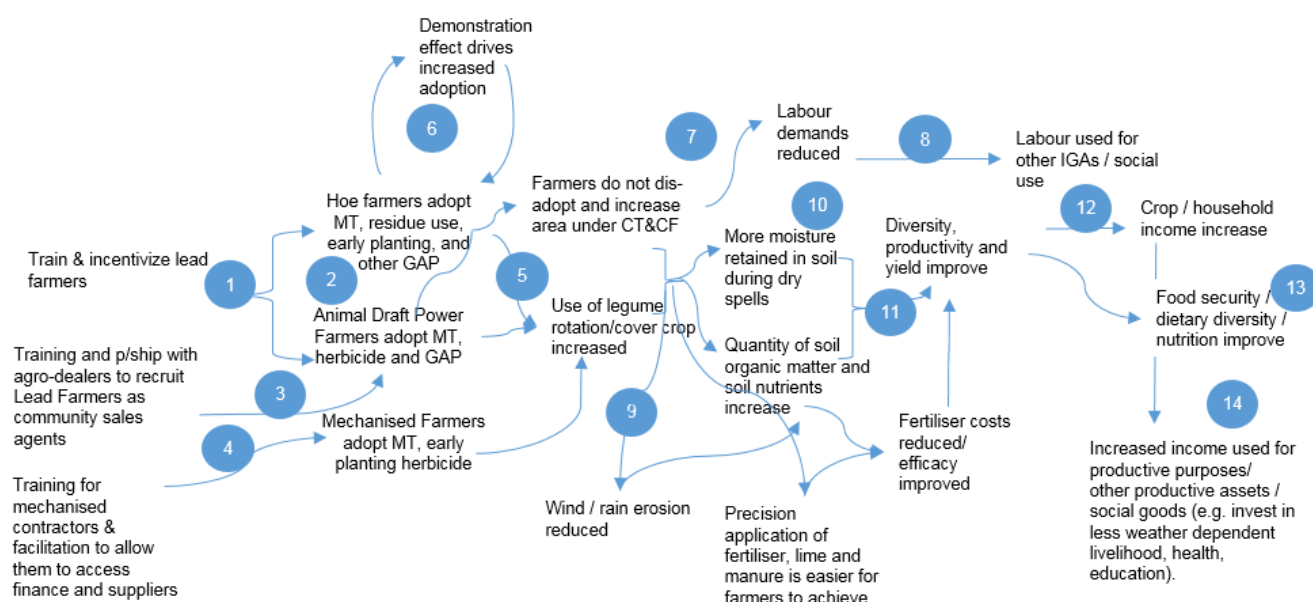 Demonstration
effect drives
increased
adoption
6
7
Labour
demands
reduced
8
Labour used for
other IGAs / social
use
Hoe farmers adopt
MT, residue use,
early planting, and
other GAP
Farmers do not dis-
adopt and increase
area under CT&CF
10
12
Crop / household
income increase
Train & incentivize lead
farmers
1
2
5
More moisture
retained in soil
during dry
spells
Diversity,
productivity and
yield improve
13
Animal Draft Power
Farmers adopt MT,
herbicide and GAP
Use of legume
rotation/cover crop
increased
11
Food security /
dietary diversity /
nutrition improve
Training and p/ship with
agro-dealers to recruit
Lead Farmers as
community sales
agents
3
Quantity of soil
organic matter and
soil nutrients
increase
4
Mechanised Farmers
adopt MT, early
planting herbicide
9
Fertiliser costs
reduced/
efficacy
improved
14
Training for
mechanised
contractors &
facilitation to allow
them to access
finance and suppliers
Wind / rain erosion
reduced
Precision
application of
fertiliser, lime and
manure is easier for
farmers to achieve
Increased income used for
productive purposes/
other productive assets /
social goods (e.g. invest in
less weather dependent
livelihood, health,
education).